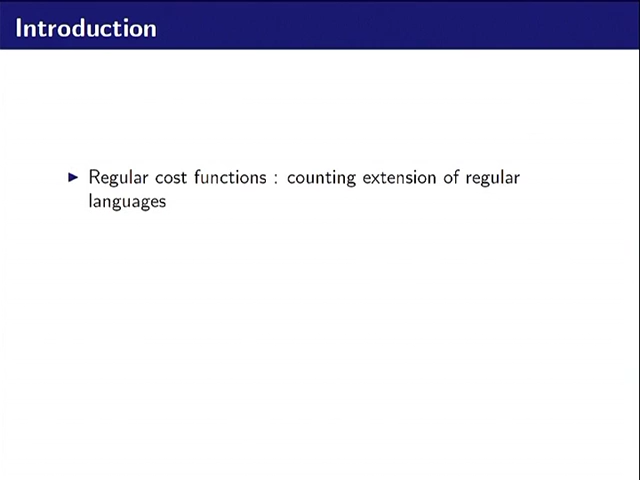 Introduction
Regular cost functions : counting extension of regular
languages